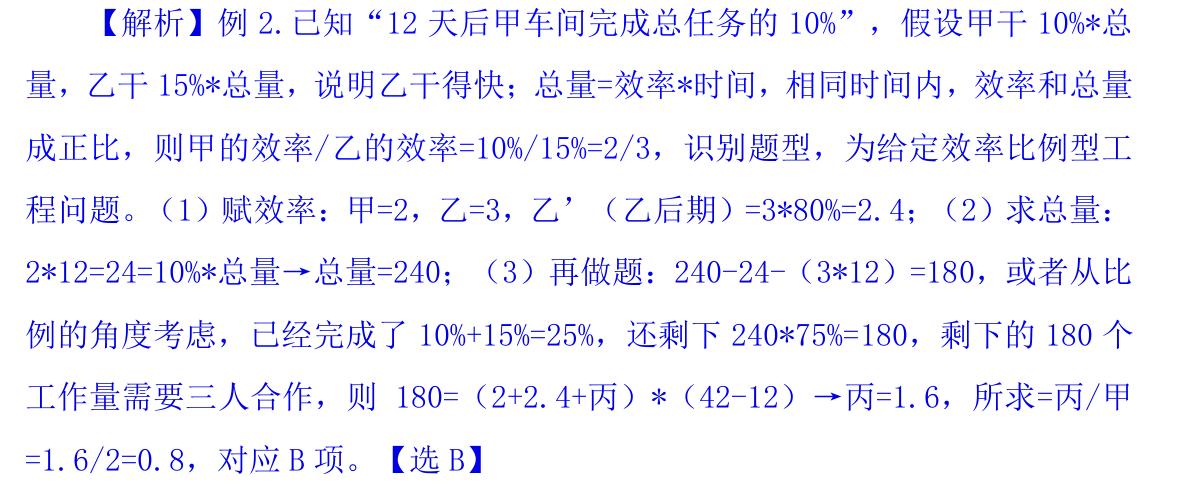 【解析】例 2.已知“12 天后甲车间完成总任务的 10%”，假设甲干 10%*总
量，乙干 15%*总量，说明乙干得快；总量=效率*时间，相同时间内，效率和总量
成正比，则甲的效率/乙的效率=10%/15%=2/3，识别题型，为给定效率比例型工
程问题。（1）赋效率：甲=2，乙=3，乙’（乙后期）=3*80%=2.4；（2）求总量：
2*12=24=10%*总量→总量=240；（3）再做题：240-24-（3*12）=180，或者从比
例的角度考虑，已经完成了 10%+15%=25%，还剩下 240*75%=180，剩下的 180 个
工作量需要三人合作，则 180=（2+2.4+丙）*（42-12）→丙=1.6，所求=丙/甲
=1.6/2=0.8，对应 B 项。【选 B】